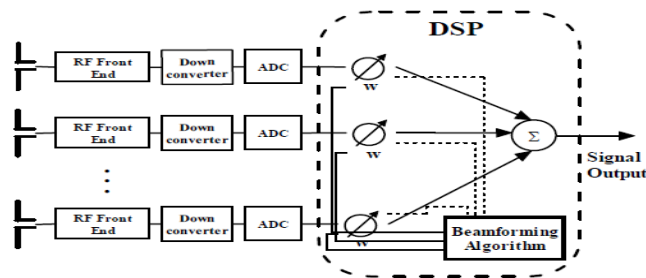 DSP
RF Front
End
Down
converter
ADC
w
RF Front
End
Down
converter
ADC
w
Σ
Signal
Output
...
RF Front
End
Down
converter
ADC
w
Beamforming
Algorithm